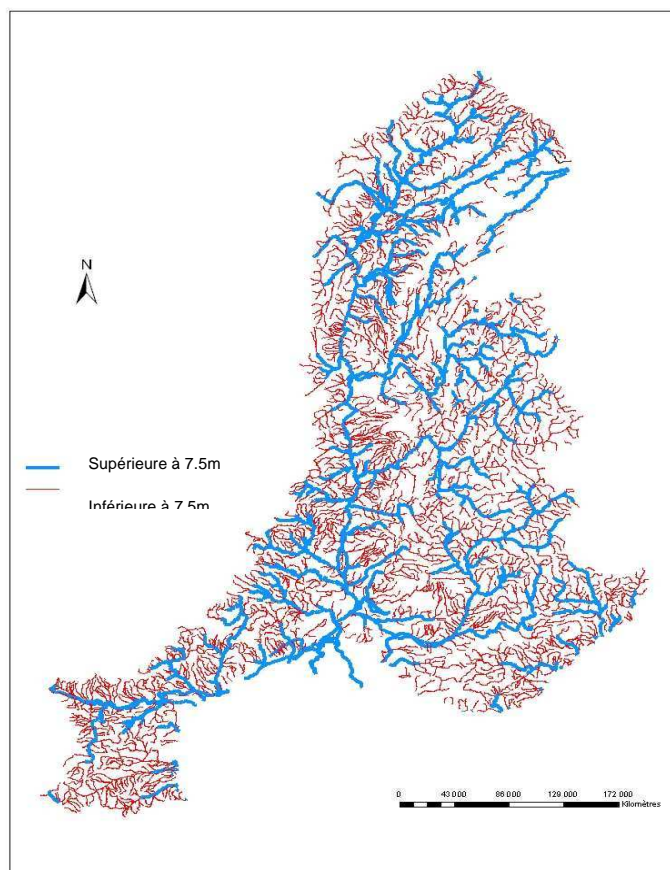 N
Supérieure à 7.5m
Inférieure à 7.5m
0 43 000 86 000 129 000 172 000
Kilomètres